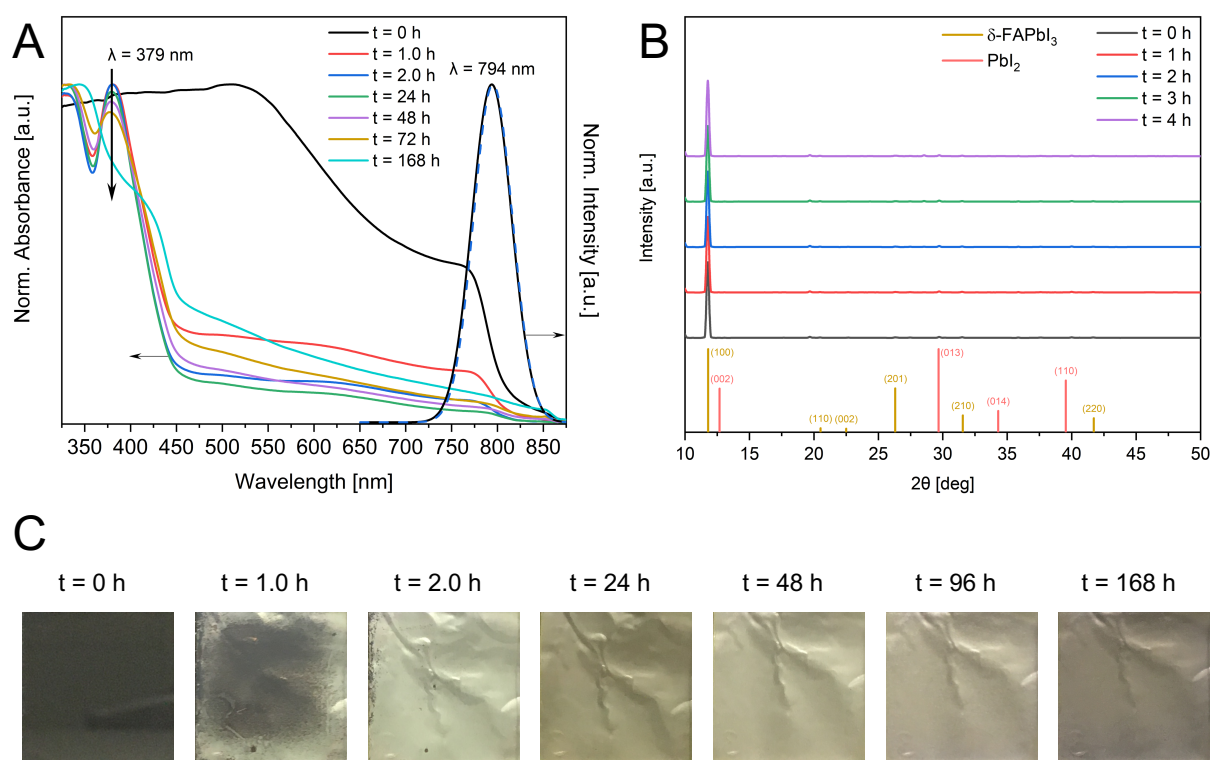 A
λ = 379 nm
t = 0 h
t = 1.0 h
t = 2.0 h
t = 24 h
t = 48 h
t = 72 h
t = 168 h
λ = 794 nm
Norm. Absorbance [a.u.]
Norm. Intensity [a.u.]
350 400 450 500 550 600 650 700 750 800 850
Wavelength [nm]
B
δ-FAPbI3
PbI2
t = 0 h
t = 1 h
t = 2 h
t = 3 h
t = 4 h
Intensity [a.u.]
(100)
(002)
(110) (002)
(201)
(013)
(210)
(014)
(110)
(220)
10 15 20 25 30 35 40 45 50
2θ [deg]
C
t = 0 h t = 1.0 h t = 2.0 h t = 24 h t = 48 h t = 96 h t = 168 h